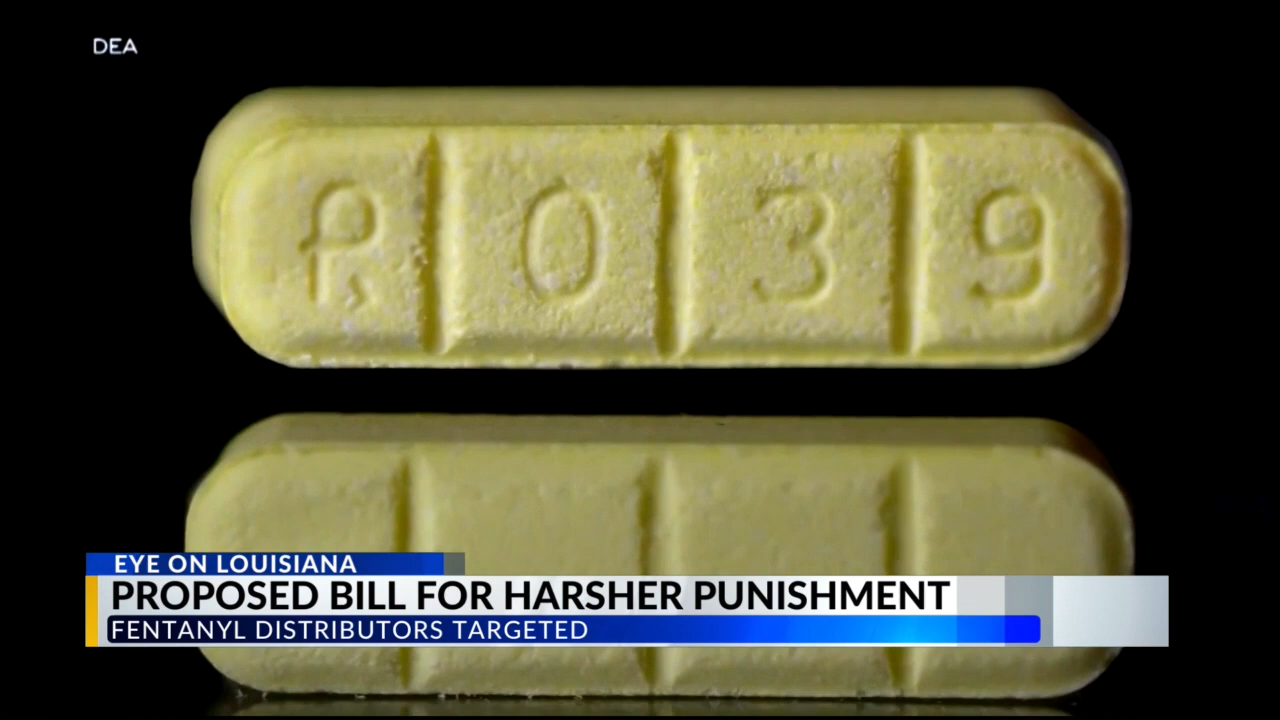 DEA
R 0 3 9
EYE ON LOUISIANA
PROPOSED BILL FOR HARSHER PUNISHMENT
FENTANYL DISTRIBUTORS TARGETED